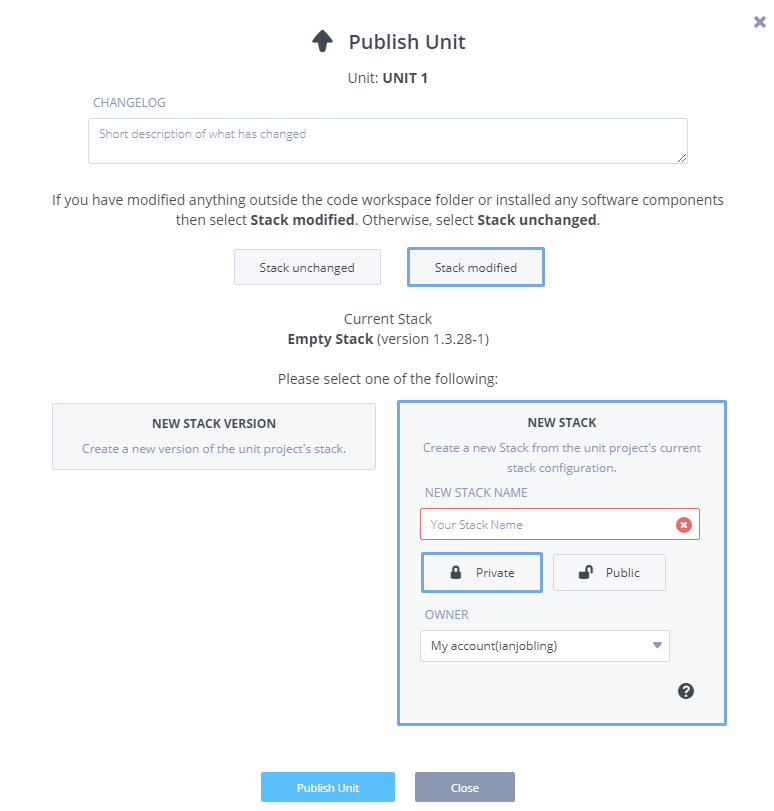 Publish Unit
Unit: UNIT 1
CHANGELOG
Short description of what has changed
If you have modified anything outside the code workspace folder or installed any software components
then select Stack modified. Otherwise, select Stack unchanged.
Stack unchanged
Stack modified
Current Stack
Empty Stack (version 1.3.28-1)
Please select one of the following:
NEW STACK VERSION
Create a new version of the unit project's stack.
NEW STACK
Create a new Stack from the unit project's current
stack configuration.
NEW STACK NAME
Your Stack Name
Private
Public
OWNER
My account(ianjobling)
Publish Unit
Close